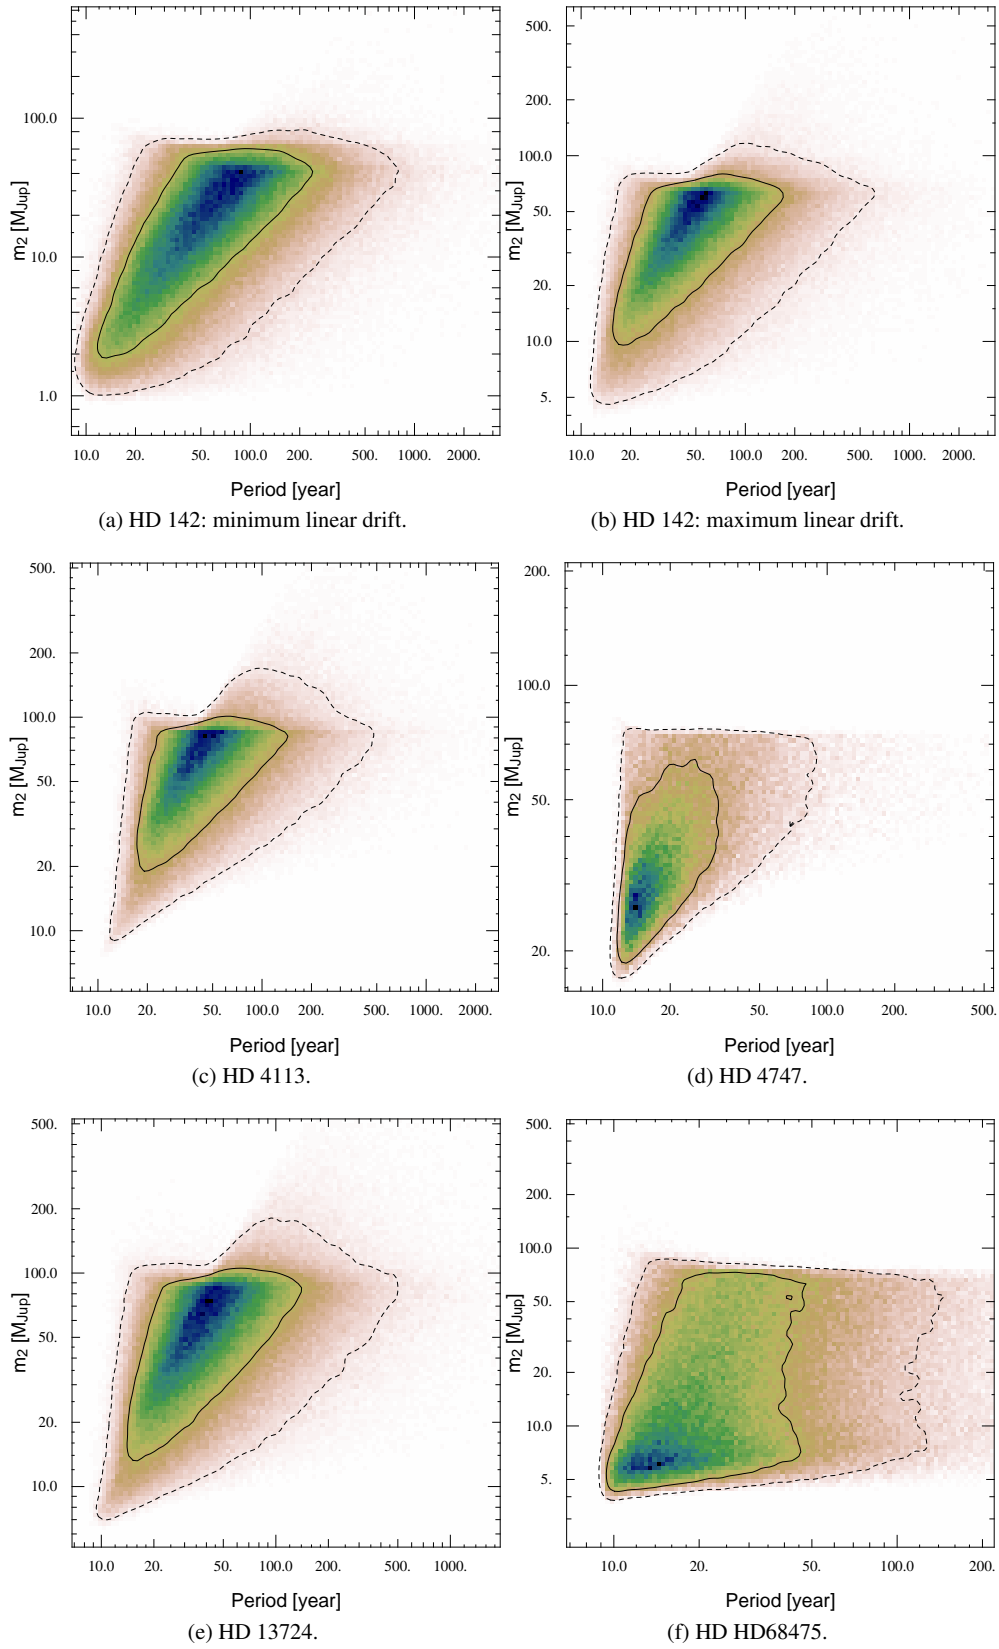 100.0
10.0
1.0
m2 [MJup]
10.0 20. 50. 100.0 200. 500. 1000. 2000.
Period [year]
(a) HD 142: minimum linear drift.
500.
200.
100.0
50.
20.
10.0
5.
m2 [MJup]
10.0 20. 50. 100.0 200. 500. 1000. 2000.
Period [year]
(b) HD 142: maximum linear drift.
500.
200.
100.0
50.
20.
10.0
m2 [MJup]
10.0 20. 50. 100.0 200. 500. 1000. 2000.
Period [year]
(c) HD 4113.
200.
100.0
50.
20.
m2 [MJup]
10.0 20. 50. 100.0 200. 500.
Period [year]
(d) HD 4747.
500.
200.
100.0
50.
20.
10.0
m2 [MJup]
10.0 20. 50. 100.0 200. 500. 1000.
Period [year]
(e) HD 13724.
500.
200.
100.0
50.
20.
10.0
5.
m2 [MJup]
10.0 20. 50. 100.0 200.
Period [year]
(f) HD HD68475.